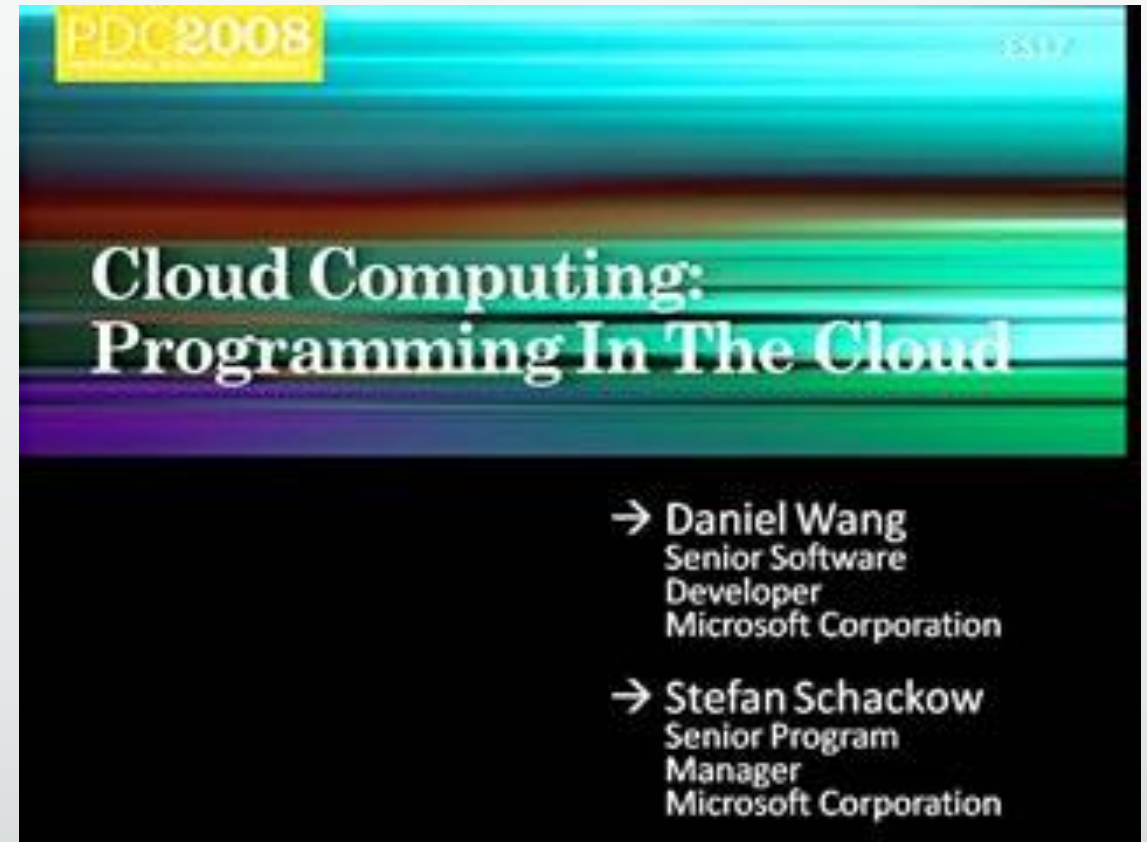 PDC2008
Cloud Computing:
Programming In The Cloud
→ Daniel Wang
Senior Software
Developer
Microsoft Corporation
→ Stefan Schackow
Senior Program
Manager
Microsoft Corporation